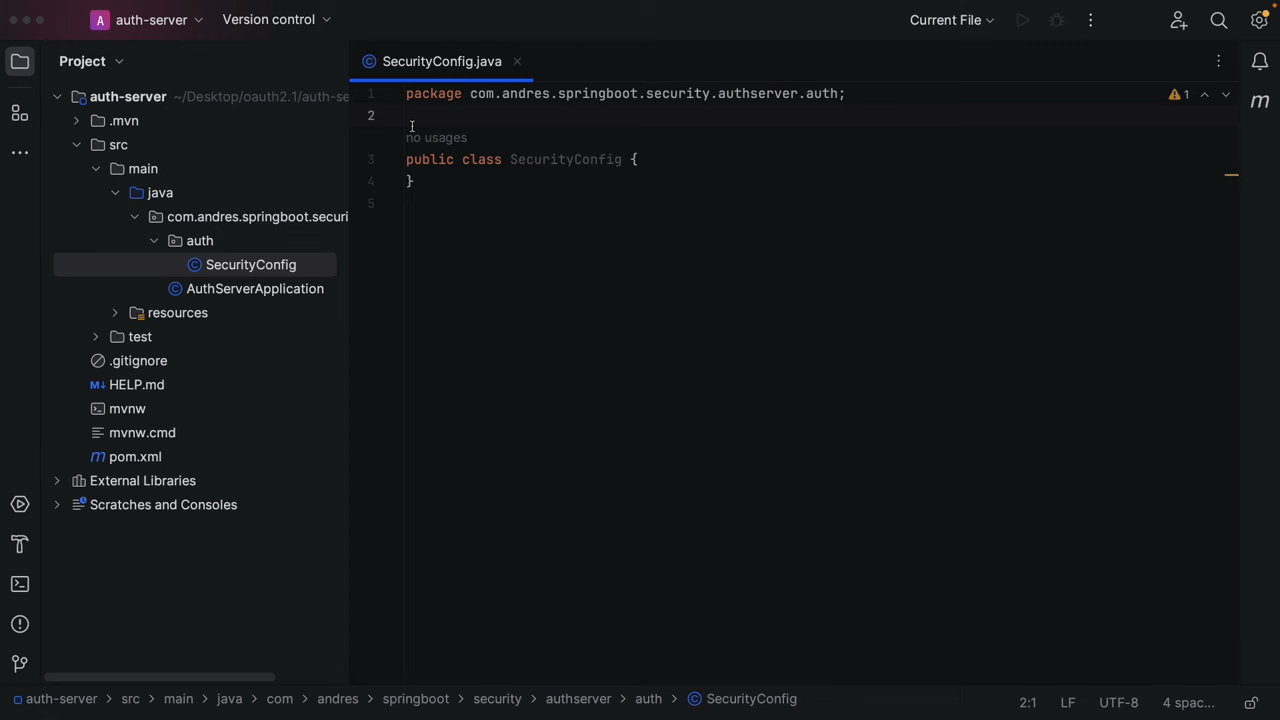 A auth-server Version control
Current File
Project
SecurityConfig.java
auth-server ~/Desktop/oauth2.1/auth-se
.mvn
src
main
java
com.andres.springboot.securi
auth
SecurityConfig
AuthServerApplication
resources
test
.gitignore
M↓ HELP.md
mvnw
mvnw.cmd
m pom.xml
External Libraries
Scratches and Consoles
1 package com.andres.springboot.security.authserver.auth;
1
2
no usages
3 public class SecurityConfig {
4 }
5
m
auth-server > src > main > java > com > andres > springboot > security > authserver > auth > SecurityConfig
2:1 LF UTF-8 4 spac...